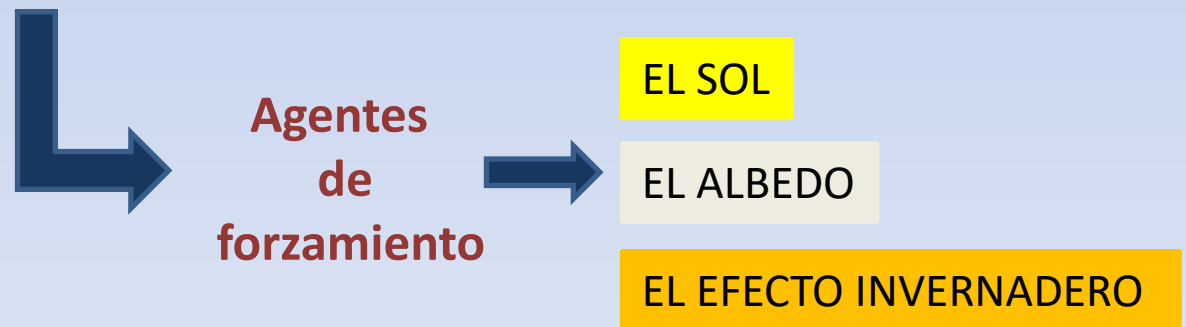 Agentes
de
forzamiento
EL SOL
EL ALBEDO
EL EFECTO INVERNADERO